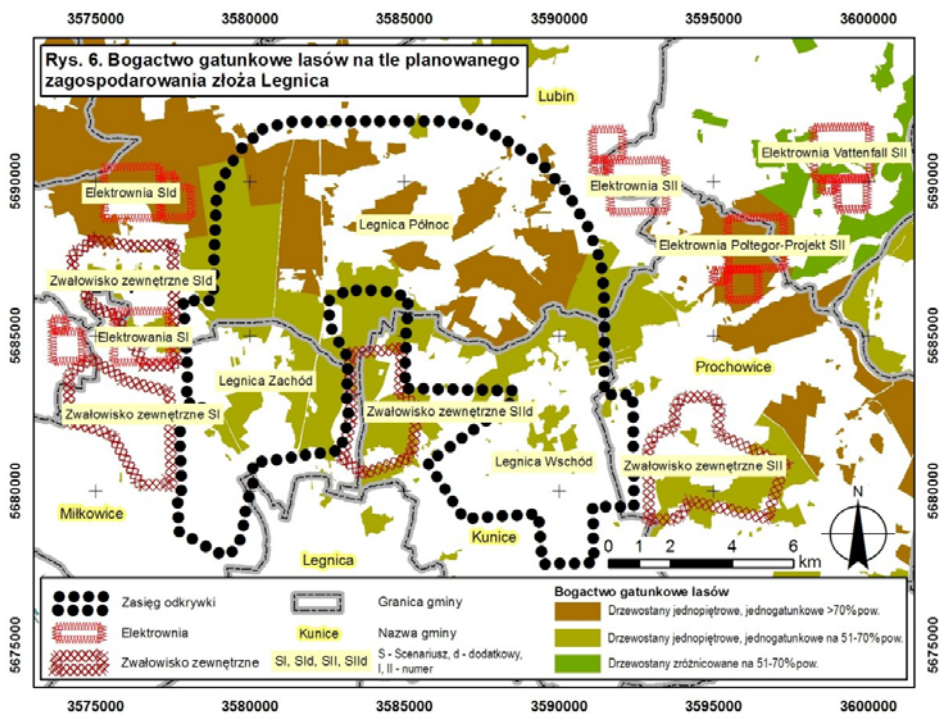 3575000 3580000 3585000 3590000 3595000 3600000
Rys. 6. Bogactwo gatunkowe lasów na tle planowanego
zagospodarowania złoża Legnica
Lubin
5690000
5690000
Elektrownia SId
Elektrownia SII
Elektrownia Vattenfall SII
Legnica Północ
Elektrownia Poltegor-Projekt SII
Zwałowisko zewnętrzne SId
5685000
5685000
Elektrowania SI
Prochowice
Legnica Zachód
Zwałowisko zewnętrzne SI
Zwałowisko zewnętrzne SIId
Legnica Wschód
Zwałowisko zewnętrzne SII
5680000
5680000
Miłkowice
Kunice
Legnica
N
0 1 2 4 6
km
Zasięg odkrywki
Elektrownia
Zwałowisko zewnętrzne
Granica gminy
Kunice
Nazwa gminy
SI, SId, SII, SIId
S - Scenariusz, d - dodatkowy,
I, II - numer
Bogactwo gatunkowe lasów
Drzewostany jednopiętrowe, jednogatunkowe >70% pow.
Drzewostany jednopiętrowe, jednogatunkowe na 51-70% pow.
Drzewostany zróżnicowane na 51-70% pow.
5675000
5675000
3575000 3580000 3585000 3590000 3595000 3600000